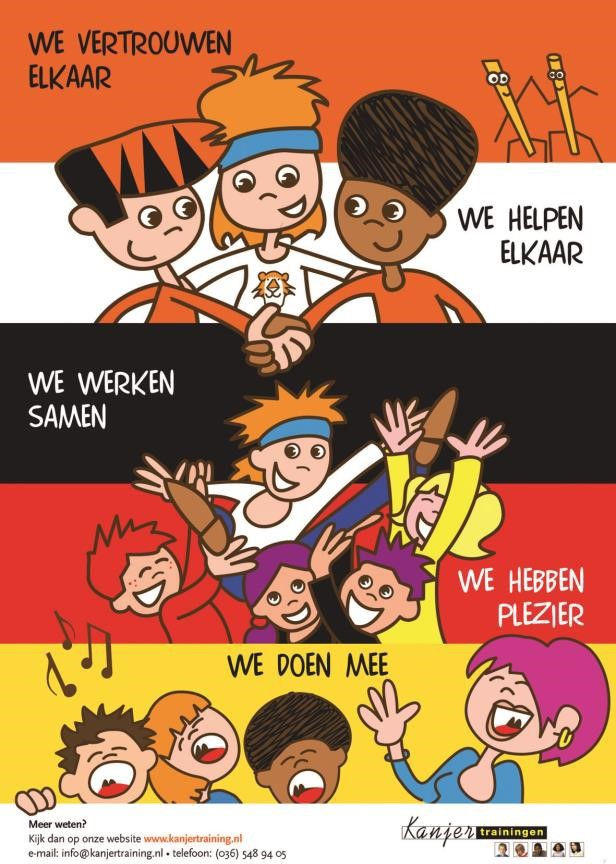 WE VERTROUWEN
ELKAAR
WE HELPEN
ELKAAR
WE WERKEN
SAMEN
WE HEBBEN
PLEZIER
WE DOEN MEE
Meer weten?
Kijk dan op onze website www.kanjertraining.nl
e-mail: info@kanjertraining.nl • telefoon: (036) 548 94 05
Kanjer trainingen